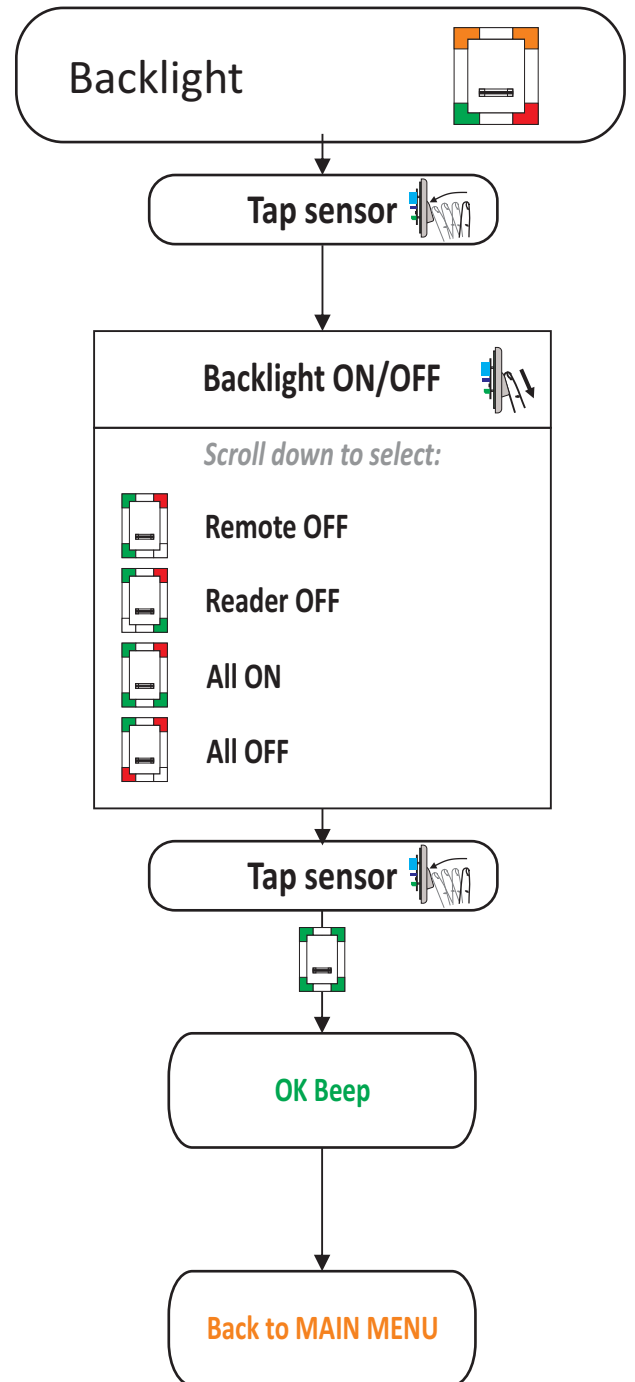 Backlight
Tap sensor
Backlight ON/OFF
Scroll down to select:
Remote OFF
Reader OFF
All ON
All OFF
Tap sensor
OK Beep
Back to MAIN MENU